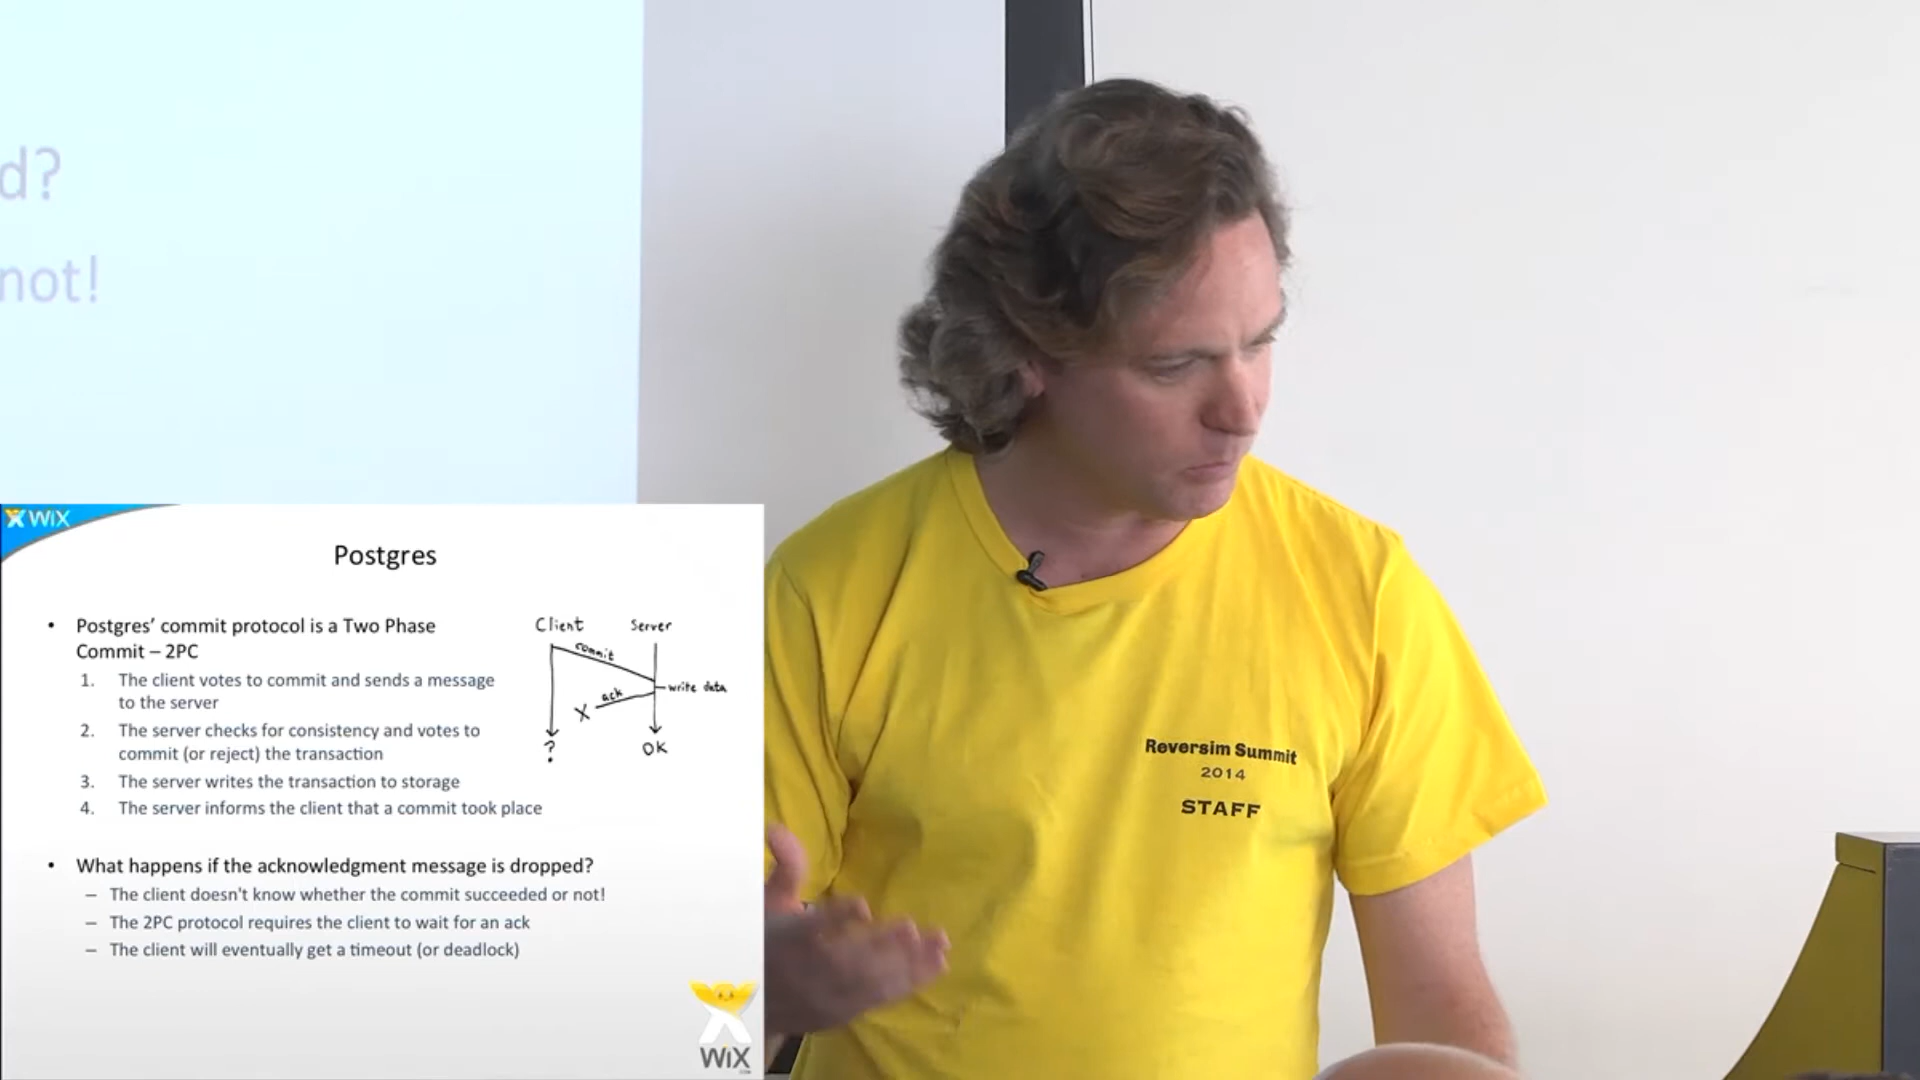 d?
not!
WiX
Postgres
• Postgres' commit protocol is a Two Phase
Commit – 2PC
1. The client votes to commit and sends a message
to the server
2. The server checks for consistency and votes to
commit (or reject) the transaction
3. The server writes the transaction to storage
4. The server informs the client that a commit took place
Client Server
commit
write data
ack
X
? OK
• What happens if the acknowledgment message is dropped?
– The client doesn't know whether the commit succeeded or not!
– The 2PC protocol requires the client to wait for an ack
– The client will eventually get a timeout (or deadlock)
WiX
Reversim Summit
2014
STAFF